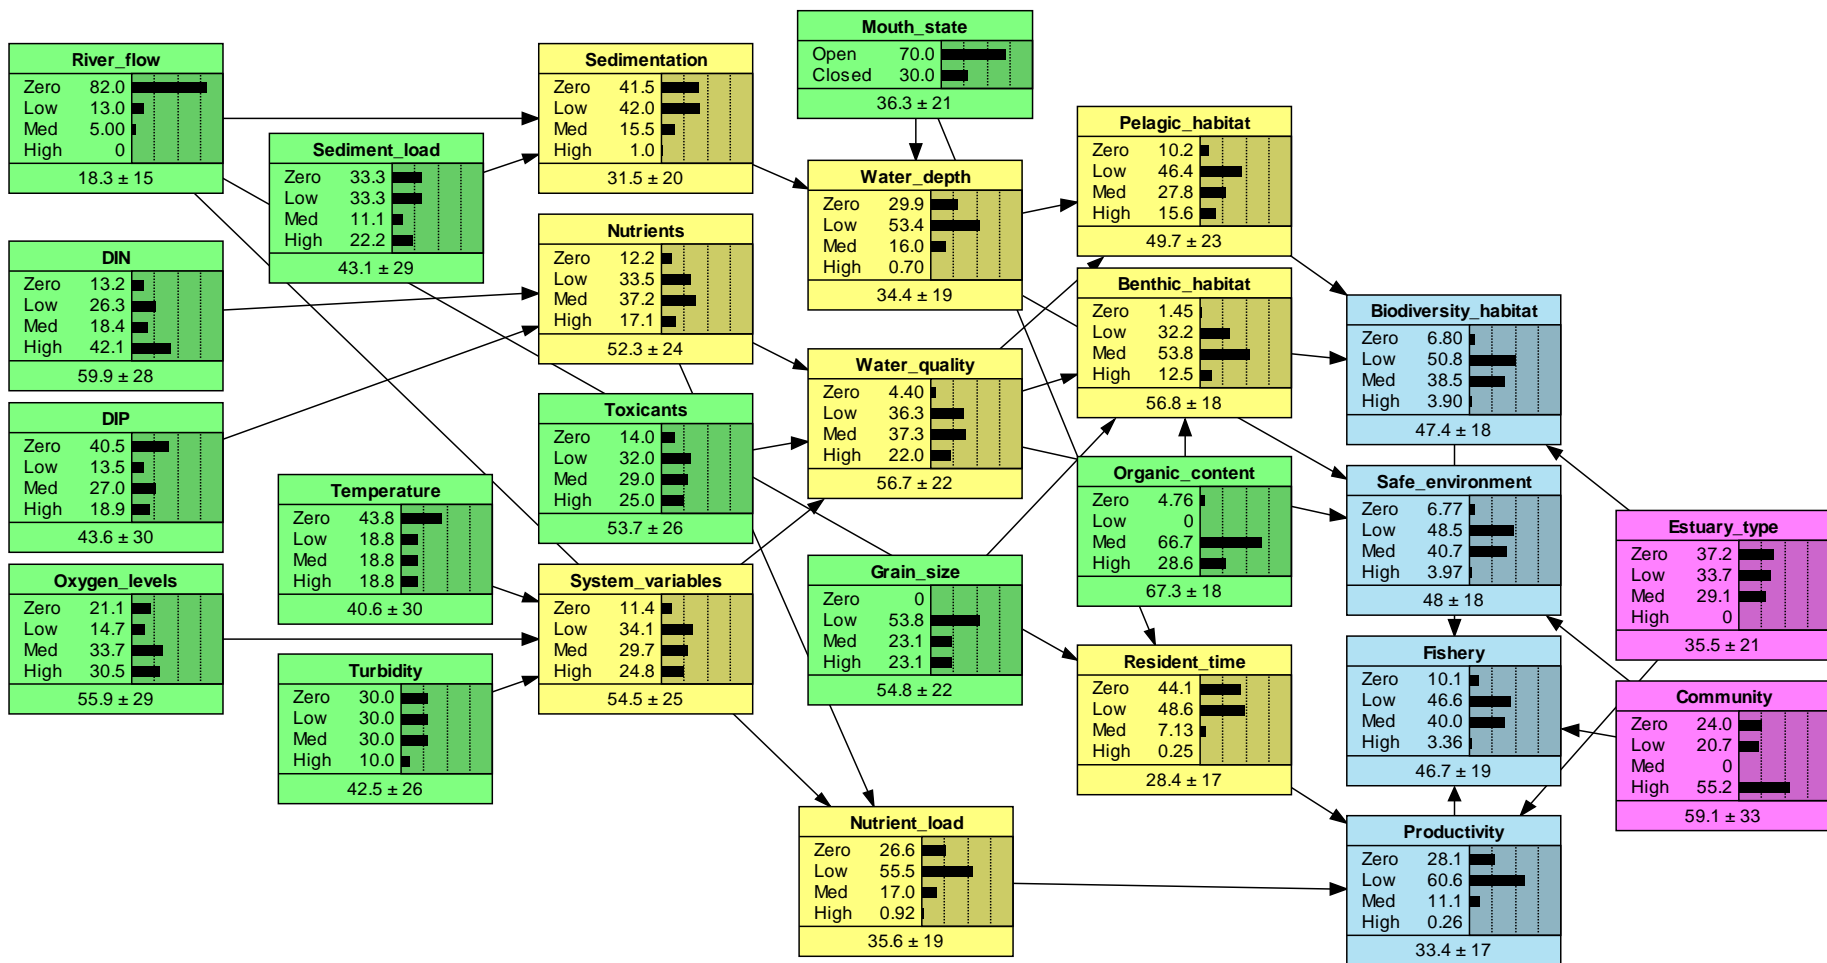 River_flow
Zero 82.0
Low 13.0
Med 5.00
High 0
18.3 ± 15
Sediment_load
Zero 33.3
Low 33.3
Med 11.1
High 22.2
43.1 ± 29
DIN
Zero 13.2
Low 26.3
Med 18.4
High 42.1
59.9 ± 28
DIP
Zero 40.5
Low 13.5
Med 27.0
High 18.9
43.6 ± 30
Temperature
Zero 43.8
Low 18.8
Med 18.8
High 18.8
40.6 ± 30
Oxygen_levels
Zero 21.1
Low 14.7
Med 33.7
High 30.5
55.9 ± 29
Turbidity
Zero 30.0
Low 30.0
Med 30.0
High 10.0
42.5 ± 26
Sedimentation
Zero 41.5
Low 42.0
Med 15.5
High 1.0
31.5 ± 20
Nutrients
Zero 12.2
Low 33.5
Med 37.2
High 17.1
52.3 ± 24
Toxicants
Zero 14.0
Low 32.0
Med 29.0
High 25.0
53.7 ± 26
System_variables
Zero 11.4
Low 34.1
Med 29.7
High 24.8
54.5 ± 25
Mouth_state
Open 70.0
Closed 30.0
36.3 ± 21
Water_depth
Zero 29.9
Low 53.4
Med 16.0
High 0.70
34.4 ± 19
Water_quality
Zero 4.40
Low 36.3
Med 37.3
High 22.0
56.7 ± 22
Grain_size
Zero 0
Low 53.8
Med 23.1
High 23.1
54.8 ± 22
Nutrient_load
Zero 26.6
Low 55.5
Med 17.0
High 0.92
35.6 ± 19
Pelagic_habitat
Zero 10.2
Low 46.4
Med 27.8
High 15.6
49.7 ± 23
Benthic_habitat
Zero 1.45
Low 32.2
Med 53.8
High 12.5
56.8 ± 18
Organic_content
Zero 4.76
Low 0
Med 66.7
High 28.6
67.3 ± 18
Resident_time
Zero 44.1
Low 48.6
Med 7.13
High 0.25
28.4 ± 17
Biodiversity_habitat
Zero 6.80
Low 50.8
Med 38.5
High 3.90
47.4 ± 18
Safe_environment
Zero 6.77
Low 48.5
Med 40.7
High 3.97
48 ± 18
Fishery
Zero 10.1
Low 46.6
Med 40.0
High 3.36
46.7 ± 19
Productivity
Zero 28.1
Low 60.6
Med 11.1
High 0.26
33.4 ± 17
Estuary_type
Zero 37.2
Low 33.7
Med 29.1
High 0
35.5 ± 21
Community
Zero 24.0
Low 20.7
Med 0
High 55.2
59.1 ± 33